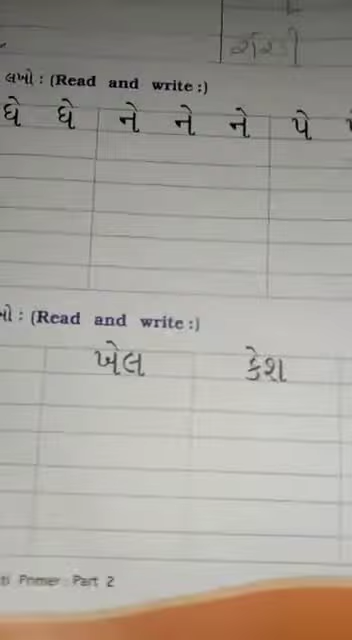 લખો : (Read and write :)
ધે ધે ને ને ને પે
(Read and write :)
ખેલ કેશ
Primer : Part 2